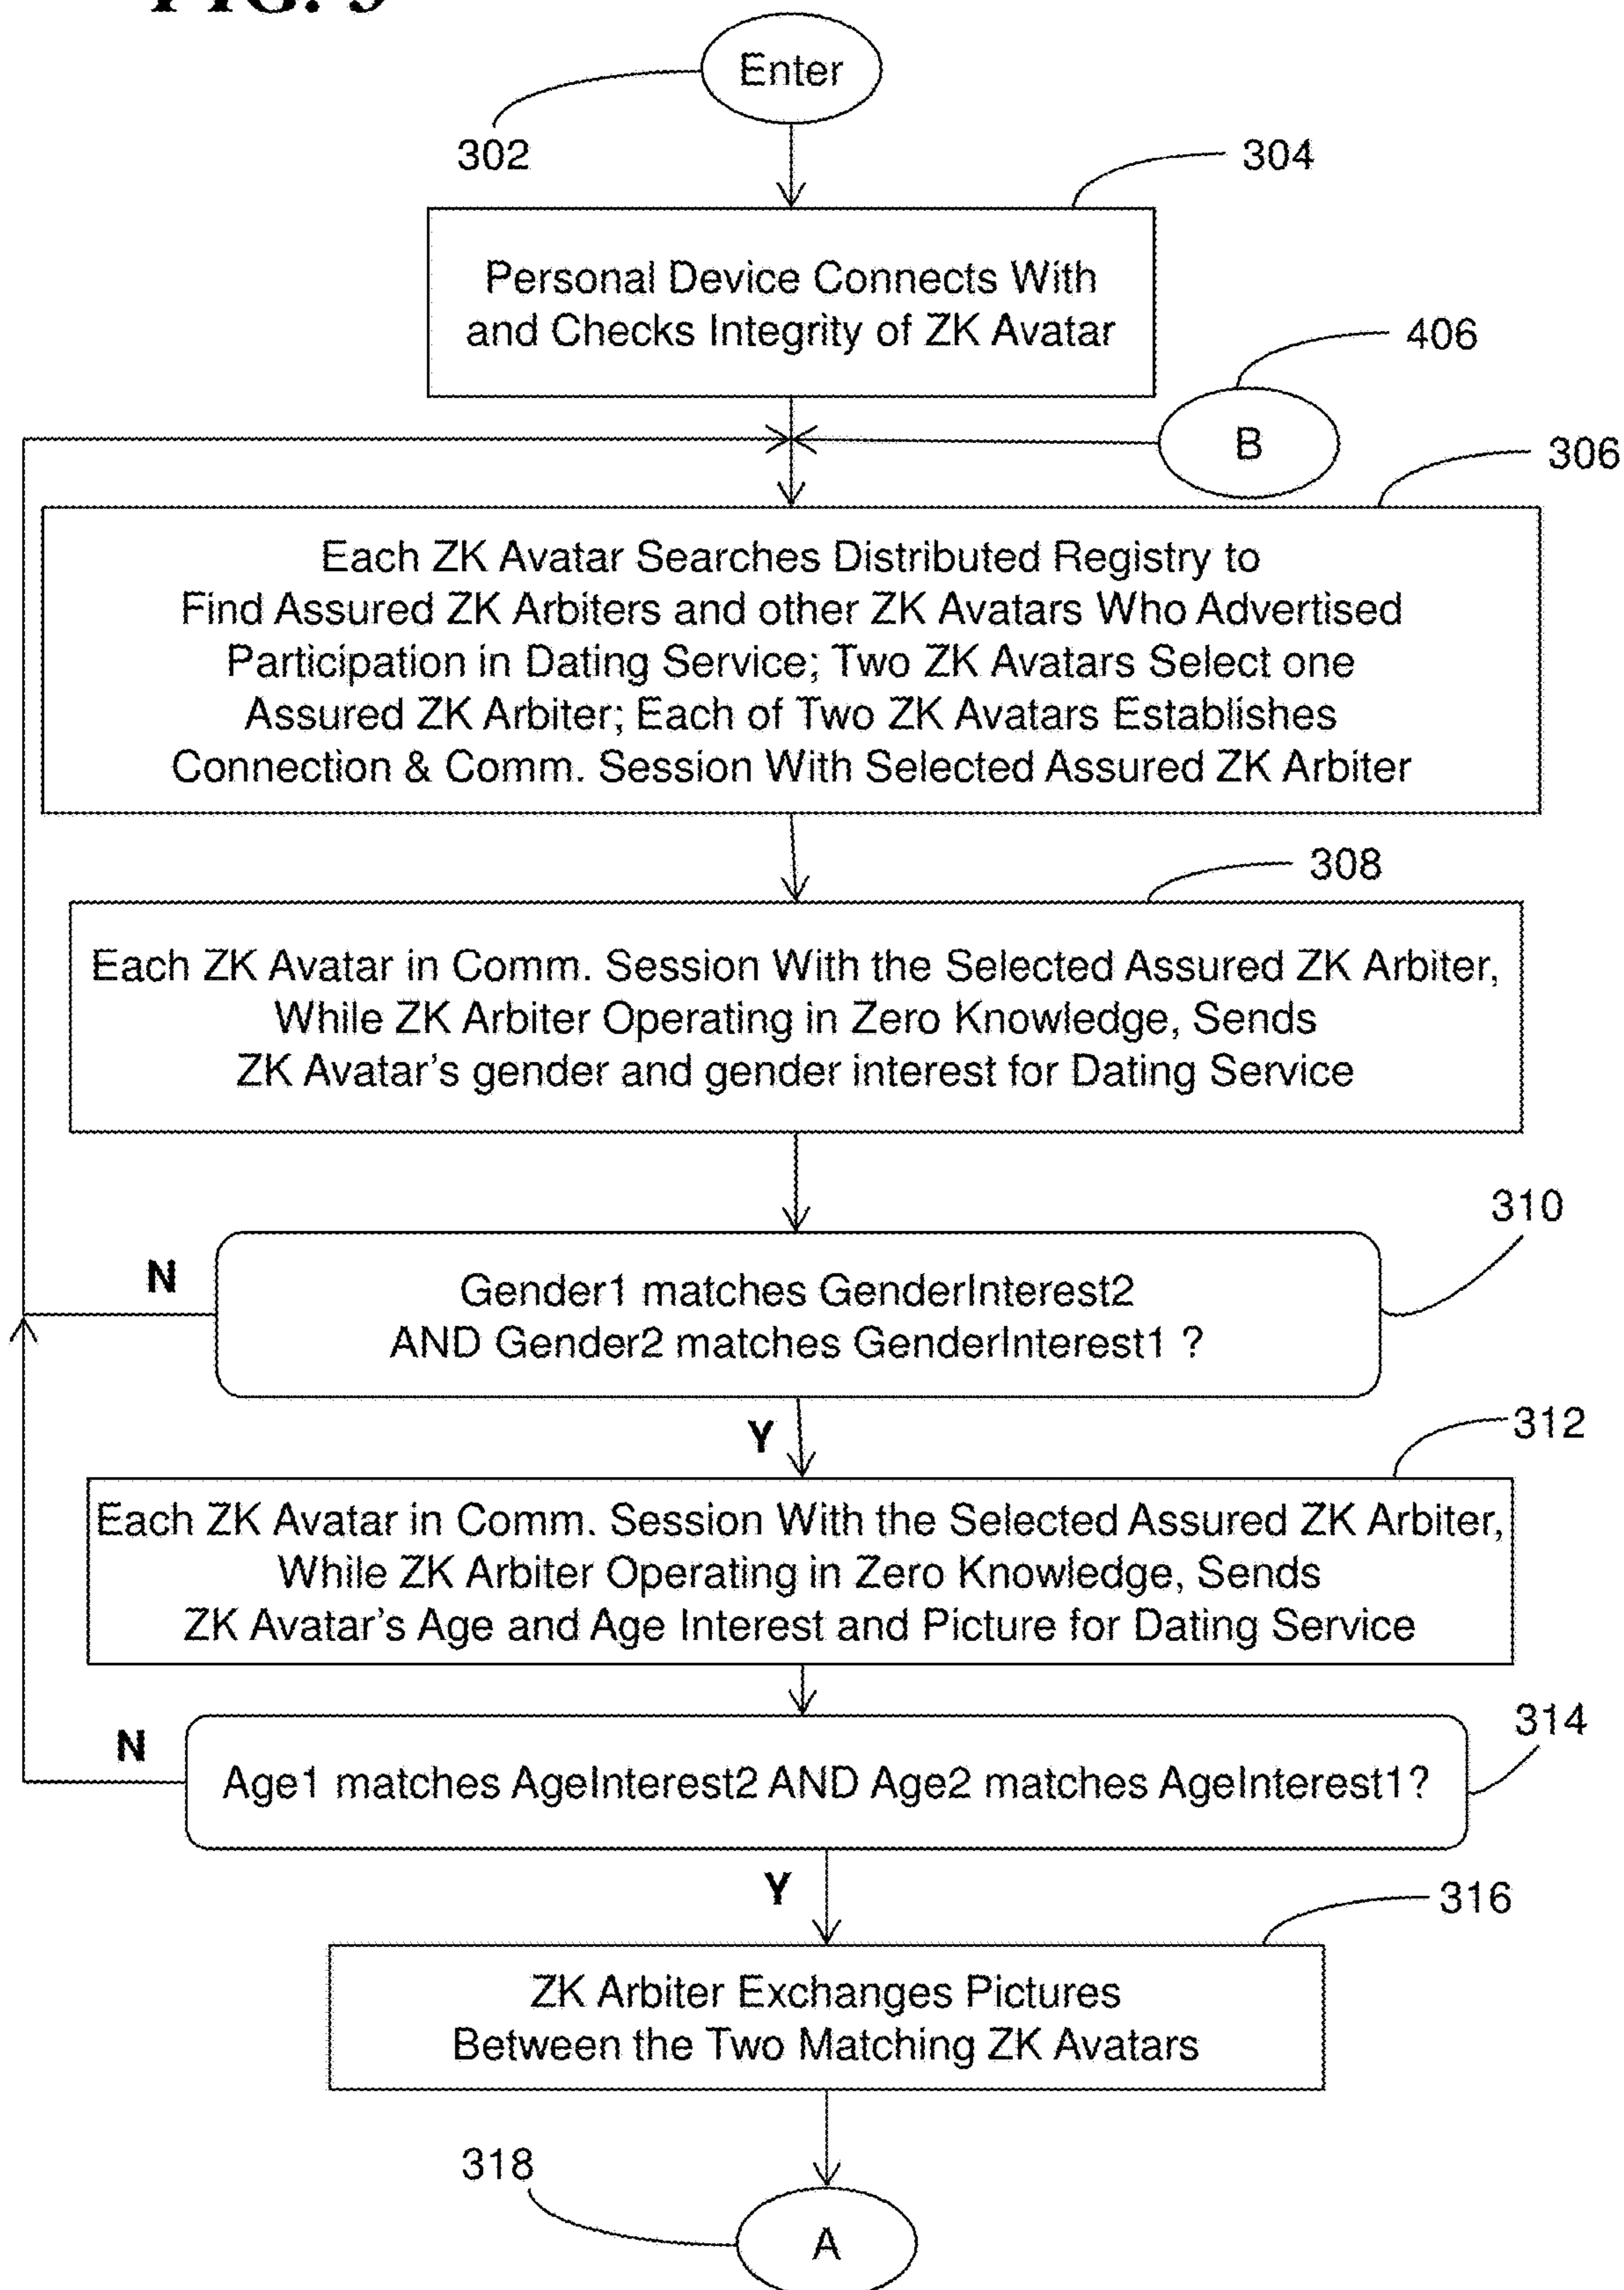 Enter
302
304
Personal Device Connects With
and Checks Integrity of ZK Avatar
406
B
306
Each ZK Avatar Searches Distributed Registry to
Find Assured ZK Arbiters and other ZK Avatars Who Advertised
Participation in Dating Service; Two ZK Avatars Select one
Assured ZK Arbiter; Each of Two ZK Avatars Establishes
Connection & Comm. Session With Selected Assured ZK Arbiter
308
Each ZK Avatar in Comm. Session With the Selected Assured ZK Arbiter,
While ZK Arbiter Operating in Zero Knowledge, Sends
ZK Avatar's gender and gender interest for Dating Service
310
N
Gender1 matches GenderInterest2
AND Gender2 matches GenderInterest1 ?
Y
312
Each ZK Avatar in Comm. Session With the Selected Assured ZK Arbiter,
While ZK Arbiter Operating in Zero Knowledge, Sends
ZK Avatar's Age and Age Interest and Picture for Dating Service
314
N
Age1 matches AgeInterest2 AND Age2 matches AgeInterest1?
Y
316
ZK Arbiter Exchanges Pictures
Between the Two Matching ZK Avatars
318
A